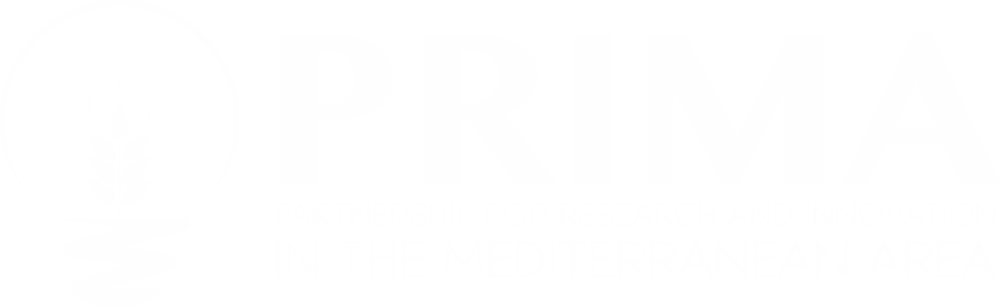 PRIMA
PARTNERSHIP FOR RESEARCH AND INNOVATION
IN THE MEDITERRANEAN AREA